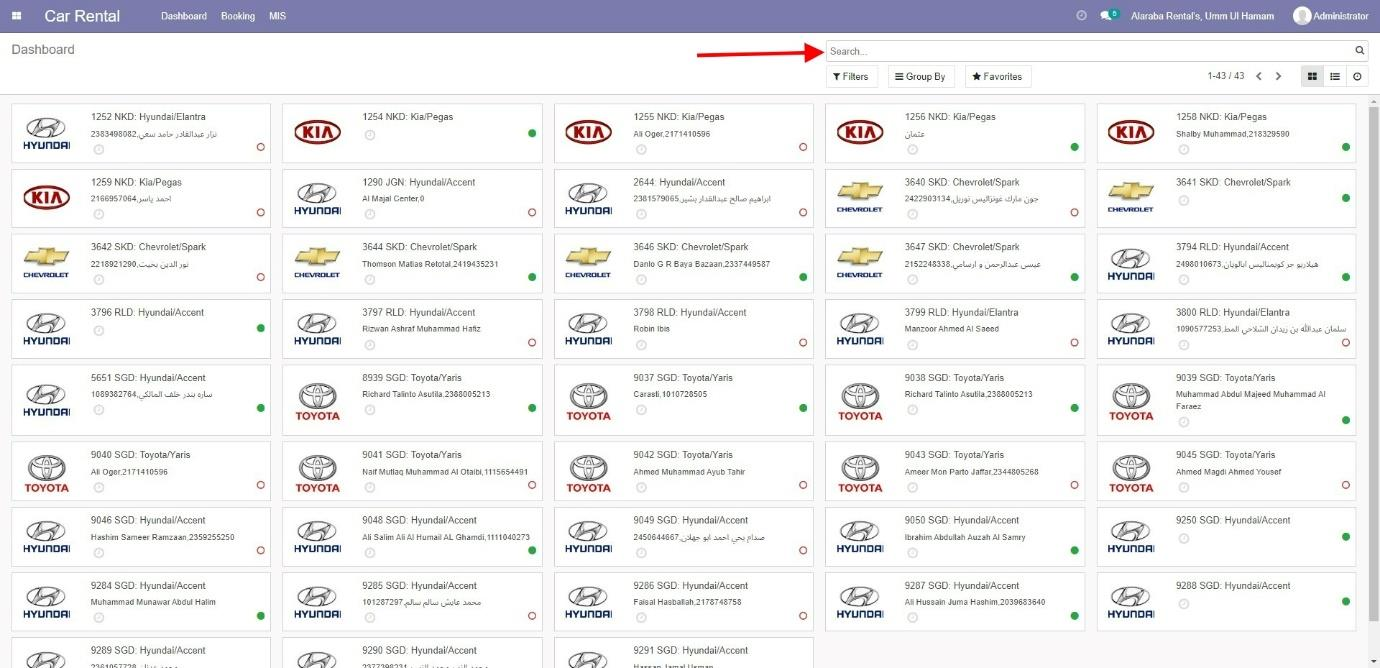 Car Rental
Dashboard
Booking
MIS
6
Alaraba Rental's, Umm Ul Hamam
Administrator
Dashboard
Search...
Filters
Group By
Favorites
1-43 / 43
HYUNDAI
1252 NKD: Hyundai/Elantra
نزار عبدالقادر حامد سعي,2383498082
KIA
1254 NKD: Kia/Pegas
KIA
1255 NKD: Kia/Pegas
Ali Oger,2171410596
KIA
1256 NKD: Kia/Pegas
عثمان
KIA
1258 NKD: Kia/Pegas
Shalby Muhammad,218329590
KIA
1259 NKD: Kia/Pegas
احمد ياسر,2166957064
HYUNDAI
1290 JGN: Hyundai/Accent
Al Majal Center,0
HYUNDAI
2644: Hyundai/Accent
ابراهيم صالح عبدالقدار بشير,2381579065
CHEVROLET
3640 SKD: Chevrolet/Spark
جون مارك غونزاليس توريل,2422903134
CHEVROLET
3641 SKD: Chevrolet/Spark
CHEVROLET
3642 SKD: Chevrolet/Spark
نور الدين بخيت,2218921290
CHEVROLET
3644 SKD: Chevrolet/Spark
Thomson Matias Retotal,2419435231
CHEVROLET
3646 SKD: Chevrolet/Spark
Danlo G R Baya Bazaan,2337449587
CHEVROLET
3647 SKD: Chevrolet/Spark
عيسى عبدالرحمن و ارسامي,2152248338
HYUNDAI
3794 RLD: Hyundai/Accent
هيلاريو جر كويمناليس ابالويان,2498010673
HYUNDAI
3796 RLD: Hyundai/Accent
HYUNDAI
3797 RLD: Hyundai/Accent
Rizwan Ashraf Muhammad Hafiz
HYUNDAI
3798 RLD: Hyundai/Accent
Robin Ibis
HYUNDAI
3799 RLD: Hyundai/Elantra
Manzoor Ahmed Al Saeed
HYUNDAI
3800 RLD: Hyundai/Elantra
سلمان عبدالله بن ريدان الشلاحي المط,1090577253
HYUNDAI
5651 SGD: Hyundai/Accent
ساره بندر خلف المالكي,1089382764
TOYOTA
8939 SGD: Toyota/Yaris
Richard Talinto Asutila,2388005213
TOYOTA
9037 SGD: Toyota/Yaris
Carasti,1010728505
TOYOTA
9038 SGD: Toyota/Yaris
Richard Talinto Asutila,2388005213
TOYOTA
9039 SGD: Toyota/Yaris
Muhammad Abdul Majeed Muhammad Al
Faraez
TOYOTA
9040 SGD: Toyota/Yaris
Ali Oger,2171410596
TOYOTA
9041 SGD: Toyota/Yaris
Naif Mutlaq Muhammad Al Otaibi,1115654491
TOYOTA
9042 SGD: Toyota/Yaris
Ahmed Muhammad Ayub Tahir
TOYOTA
9043 SGD: Toyota/Yaris
Ameer Mon Parto Jaffar,2344805268
TOYOTA
9045 SGD: Toyota/Yaris
Ahmed Magdi Ahmed Yousef
HYUNDAI
9046 SGD: Hyundai/Accent
Hashim Sameer Ramzaan,2359255250
HYUNDAI
9048 SGD: Hyundai/Accent
Ali Salim Ali Al Humail AL Ghamdi,1111040273
HYUNDAI
9049 SGD: Hyundai/Accent
صدام يحي احمد ابو جهلان,2450644667
HYUNDAI
9050 SGD: Hyundai/Accent
Ibrahim Abdullah Auzah Al Samry
HYUNDAI
9250 SGD: Hyundai/Accent
HYUNDAI
9284 SGD: Hyundai/Accent
Muhammad Munawar Abdul Halim
HYUNDAI
9285 SGD: Hyundai/Accent
محمد عايش سالم سالم,101287297
HYUNDAI
9286 SGD: Hyundai/Accent
Faisal Hasballah,2178748758
HYUNDAI
9287 SGD: Hyundai/Accent
Ali Hussain Juma Hashim,2039683640
HYUNDAI
9288 SGD: Hyundai/Accent
9289 SGD: Hyundai/Accent
9290 SGD: Hyundai/Accent
9291 SGD: Hyundai/Accent
Hassan Jamal Usman